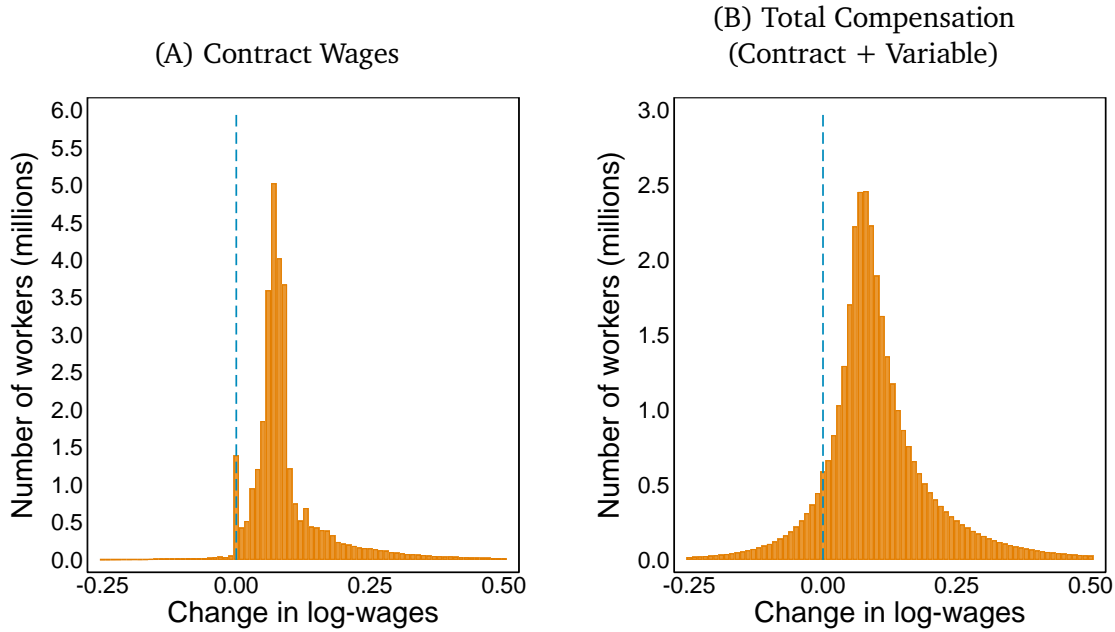 (A) Contract Wages
Number of workers (millions)
6.0
5.5
5.0
4.5
4.0
3.5
3.0
2.5
2.0
1.5
1.0
0.5
0.0
-0.25 0.00 0.25 0.50
Change in log-wages
(B) Total Compensation
(Contract + Variable)
Number of workers (millions)
3.0
2.5
2.0
1.5
1.0
0.5
0.0
-0.25 0.00 0.25 0.50
Change in log-wages